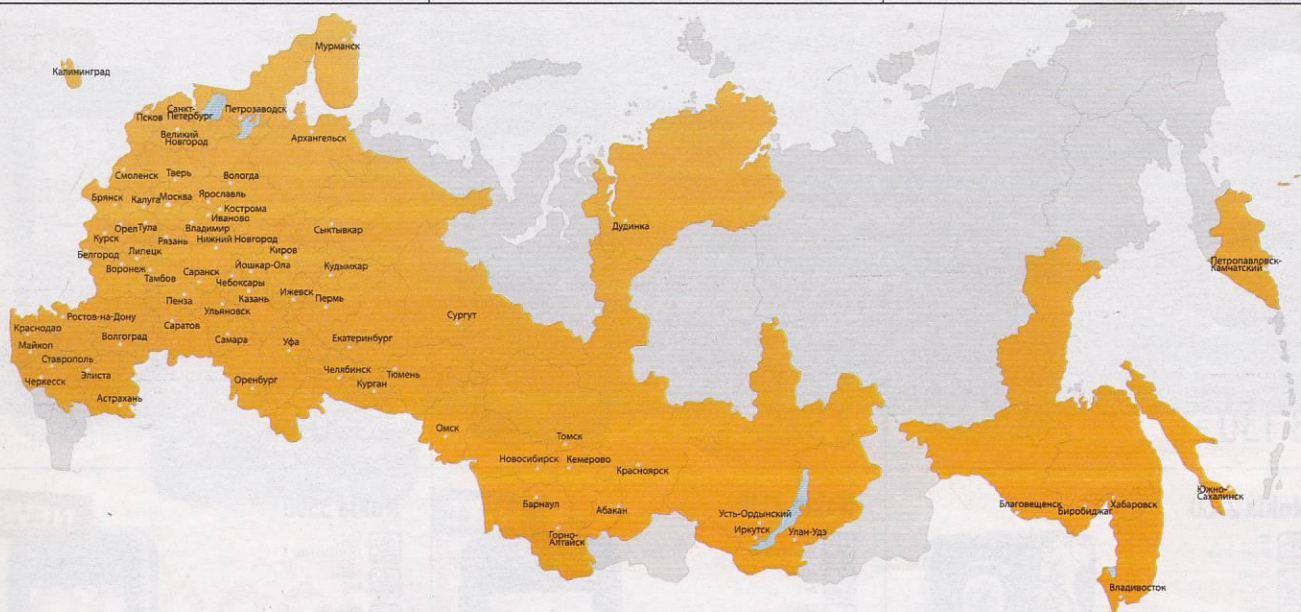 Мурманск
Калининград
Санкт-
Петербург
Псков
Петрозаводск
Великий
Новгород
Архангельск
Смоленск
Тверь
Вологда
Брянск
Калуга
Москва
Ярославль
Кострома
Иваново
Орел
Тула
Владимир
Сыктывкар
Дудинка
Курск
Рязань
Нижний Новгород
Белгород
Липецк
Киров
Воронеж
Тамбов
Саранск
Йошкар-Ола
Кудымкар
Чебоксары
Петропавловск-
Камчатский
Пенза
Казань
Ижевск
Пермь
Ульяновск
Ростов-на-Дону
Сургут
Краснодао
Саратов
Волгоград
Самара
Уфа
Екатеринбург
Майкоп
Ставрополь
Черкесск
Элиста
Оренбург
Челябинск
Тюмень
Курган
Астрахань
Омск
Томск
Новосибирск
Кемерово
Красноярск
Барнаул
Абакан
Усть-Ордынский
Иркутск
Улан-Удэ
Горно-
Алтайск
Благовещенск
Биробиджаг
Хабаровск
Южно-
Сахалинск
Владивосток